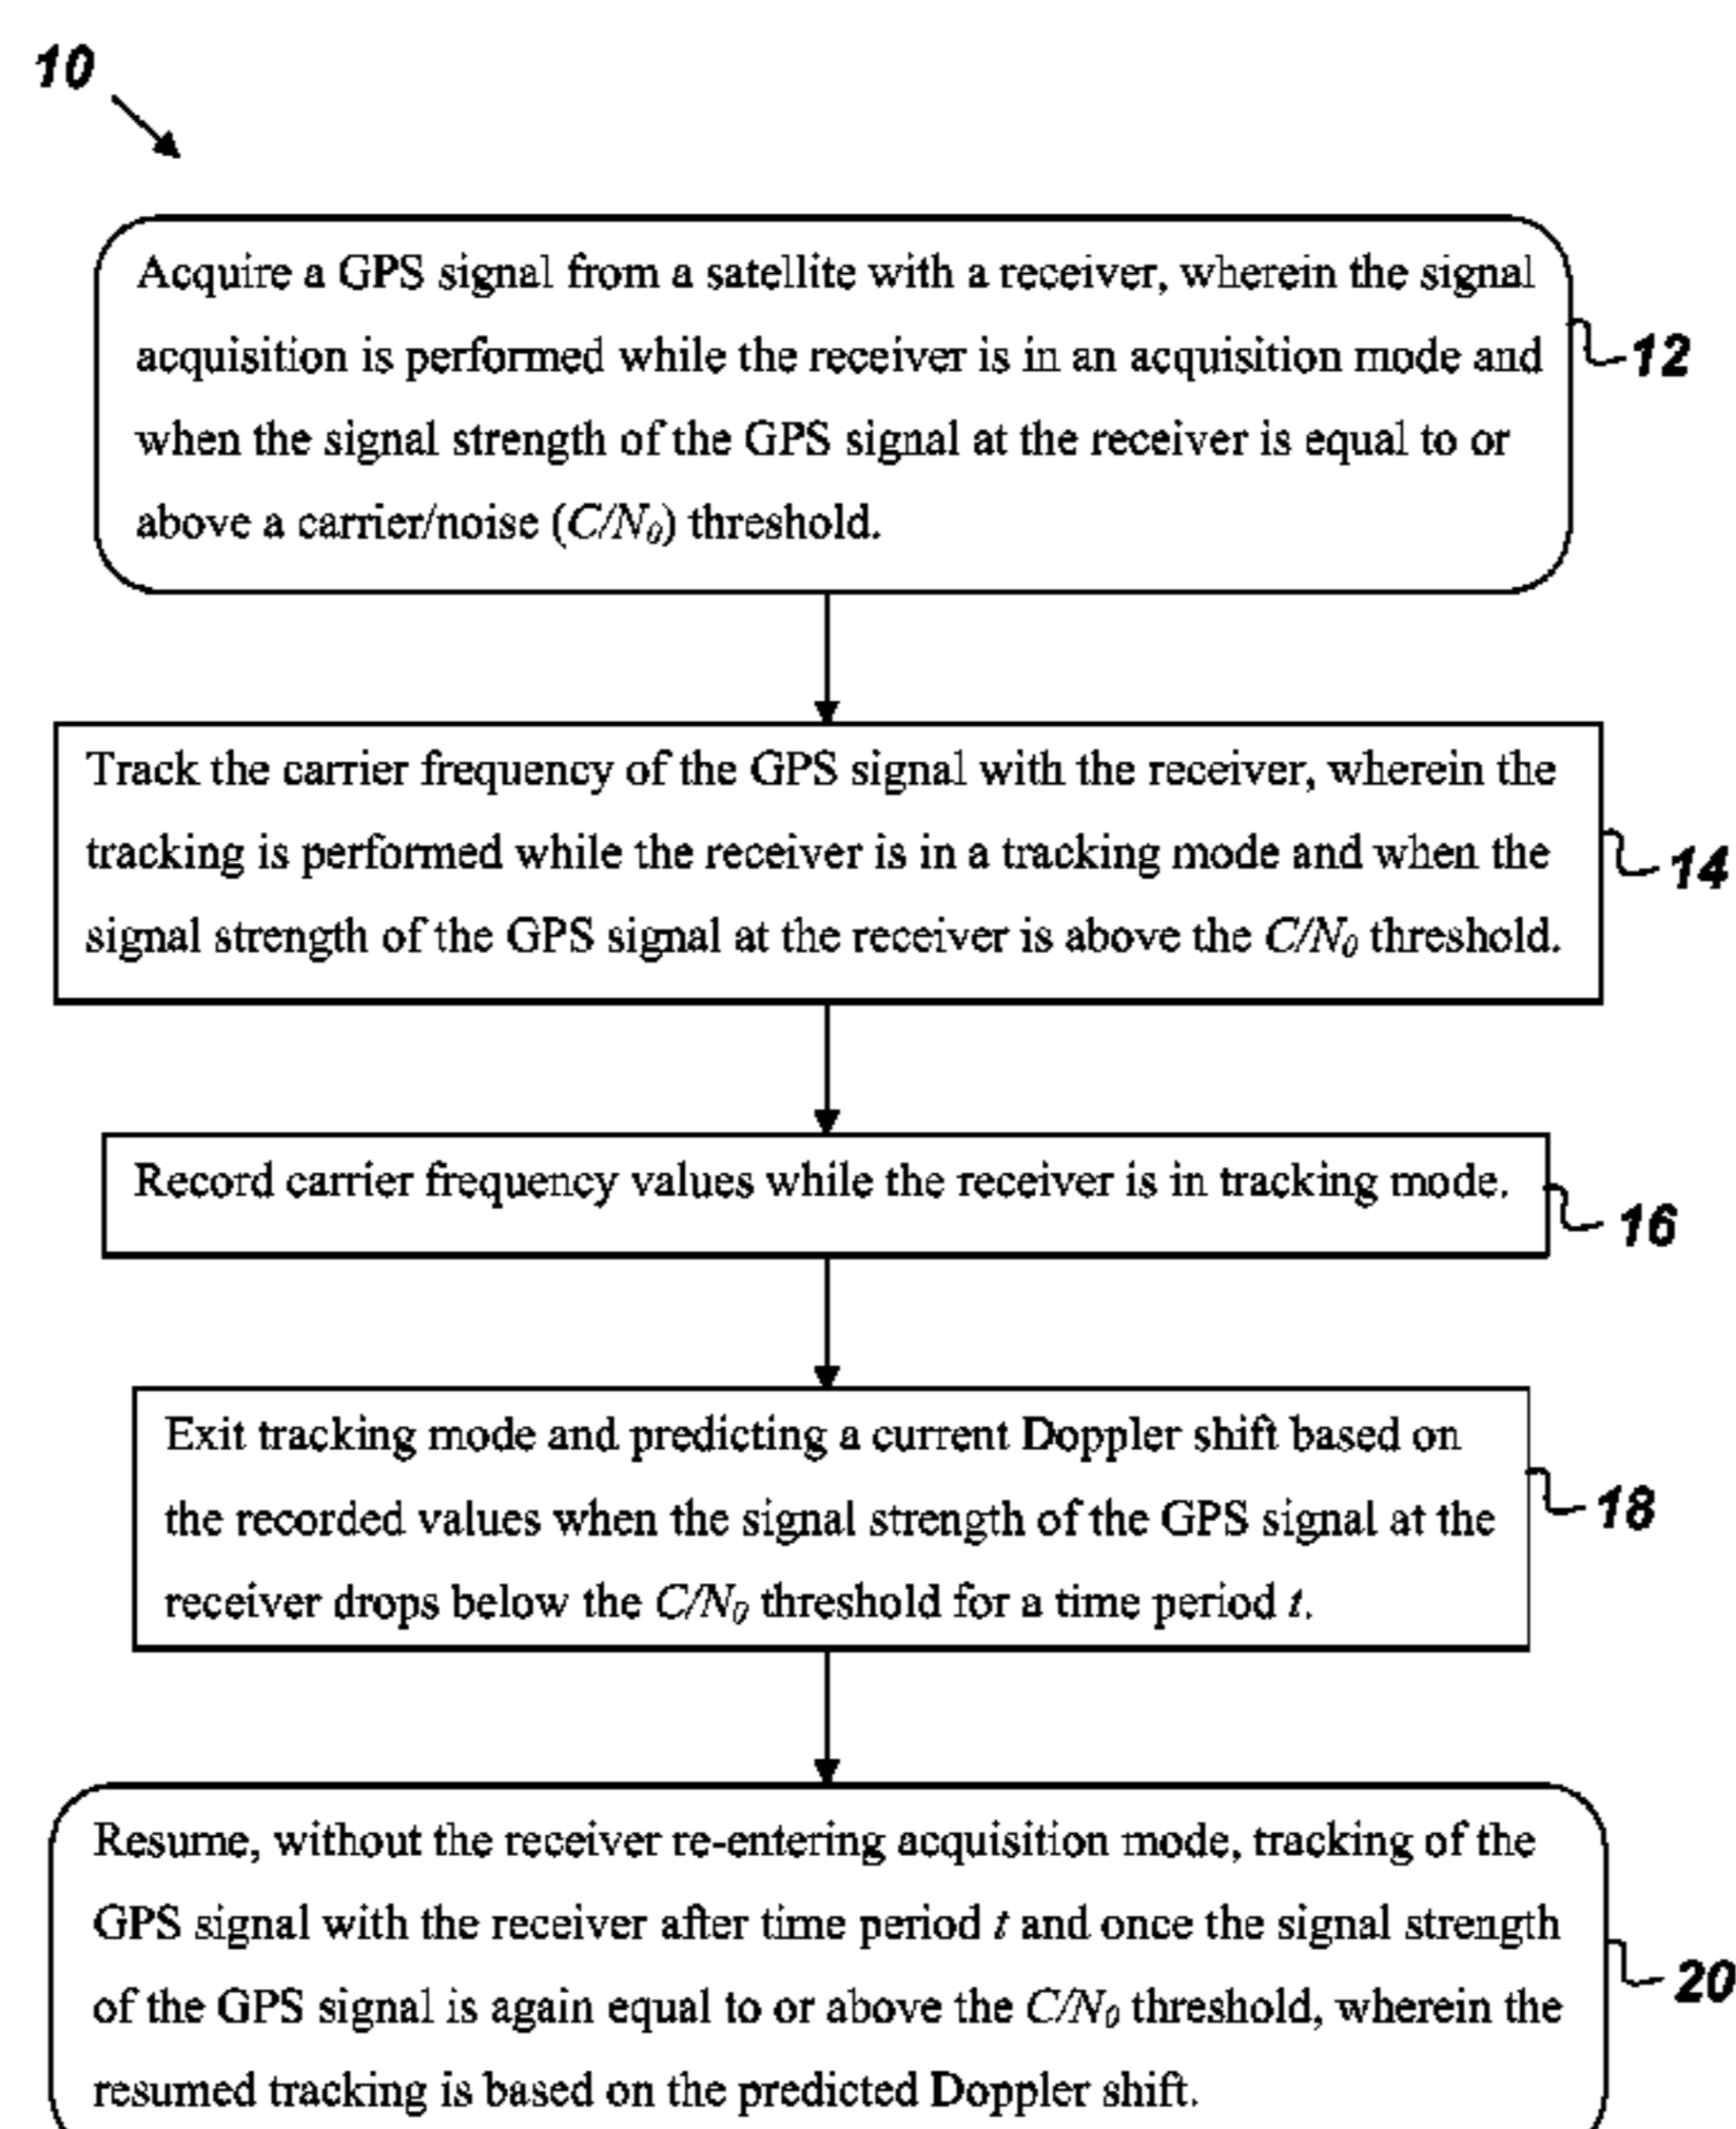 10
Acquire a GPS signal from a satellite with a receiver, wherein the signal
acquisition is performed while the receiver is in an acquisition mode and
when the signal strength of the GPS signal at the receiver is equal to or
above a carrier/noise (C/N₀) threshold.
12
Track the carrier frequency of the GPS signal with the receiver, wherein the
tracking is performed while the receiver is in a tracking mode and when the
signal strength of the GPS signal at the receiver is above the C/N₀ threshold.
14
Record carrier frequency values while the receiver is in tracking mode.
16
Exit tracking mode and predicting a current Doppler shift based on
the recorded values when the signal strength of the GPS signal at the
receiver drops below the C/N₀ threshold for a time period t.
18
Resume, without the receiver re-entering acquisition mode, tracking of the
GPS signal with the receiver after time period t and once the signal strength
of the GPS signal is again equal to or above the C/N₀ threshold, wherein the
resumed tracking is based on the predicted Doppler shift.
20